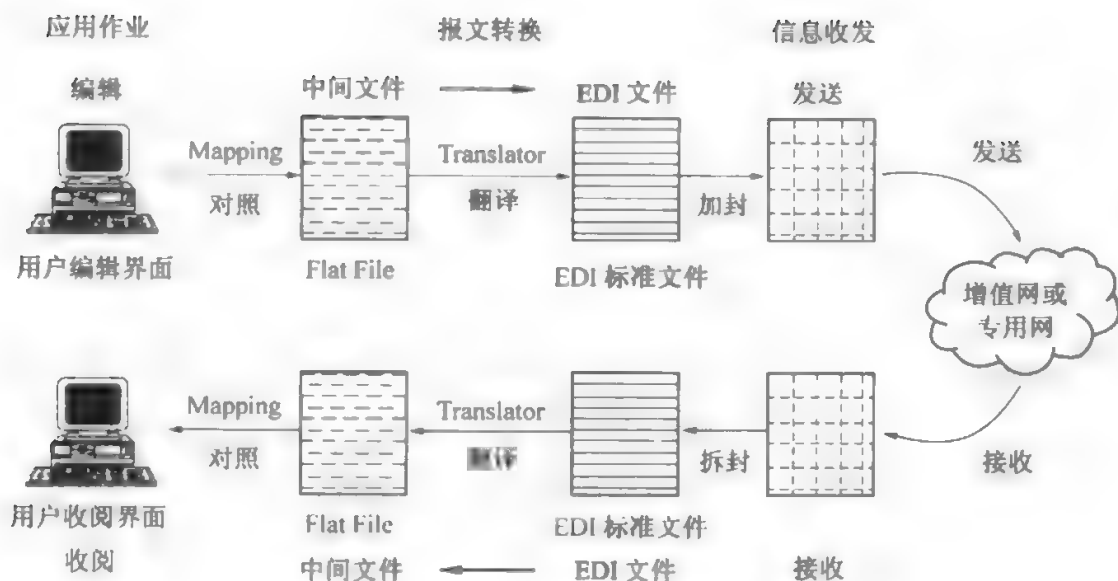 应用作业 报文转换 信息收发
编辑 中间文件 EDI 文件 发送
Mapping Translator 发送
对照 翻译 加封
用户编辑界面 Flat File EDI 标准文件
增值网或
专用网
Mapping Translator
对照 拆封 接收
用户收阅界面 Flat File EDI 标准文件
收阅 中间文件 EDI 文件 接收